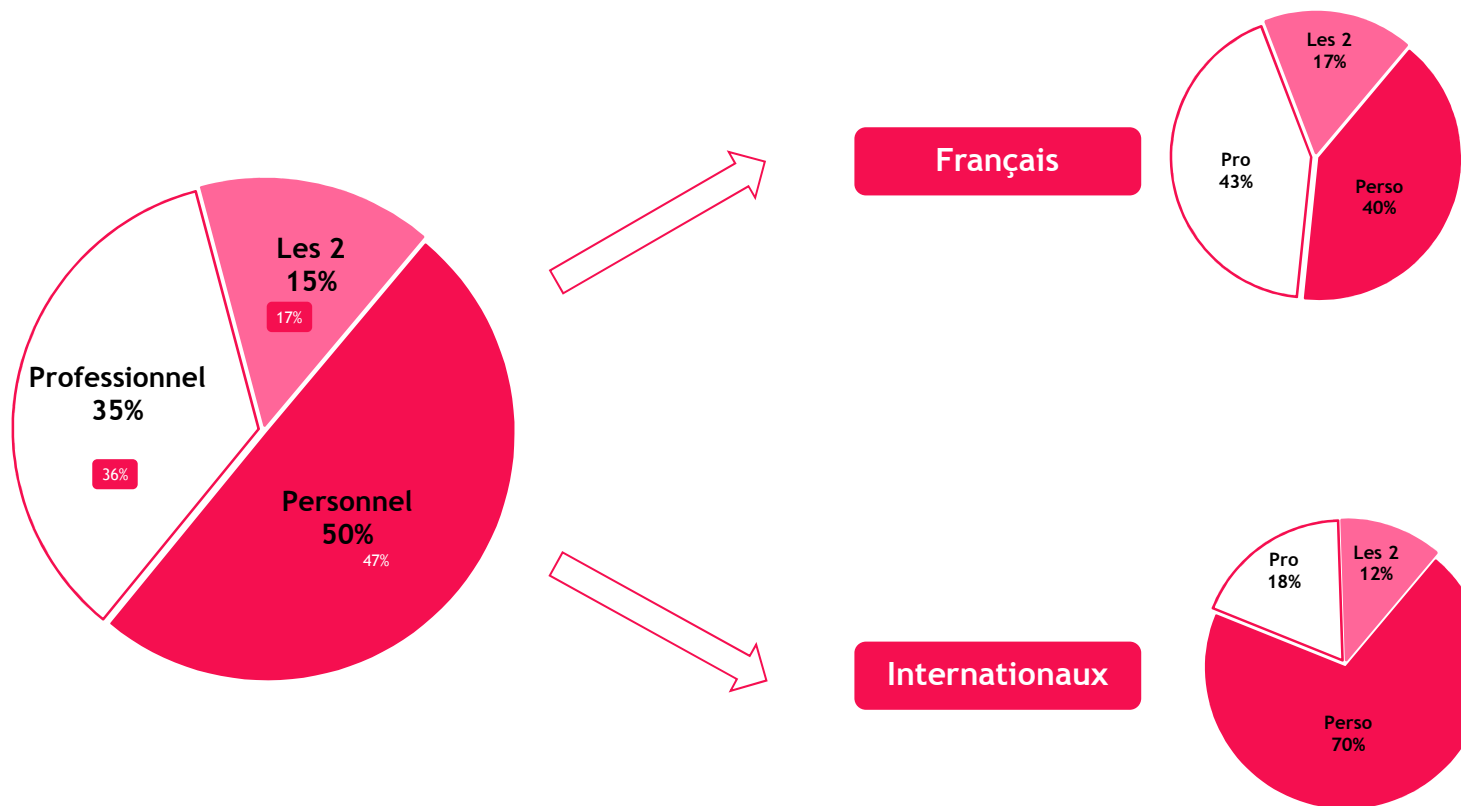 Les 2
15%
17%
Professionnel
35%
36%
Personnel
50%
47%
Français
Les 2
17%
Pro
43%
Perso
40%
Internationaux
Pro
18%
Les 2
12%
Perso
70%